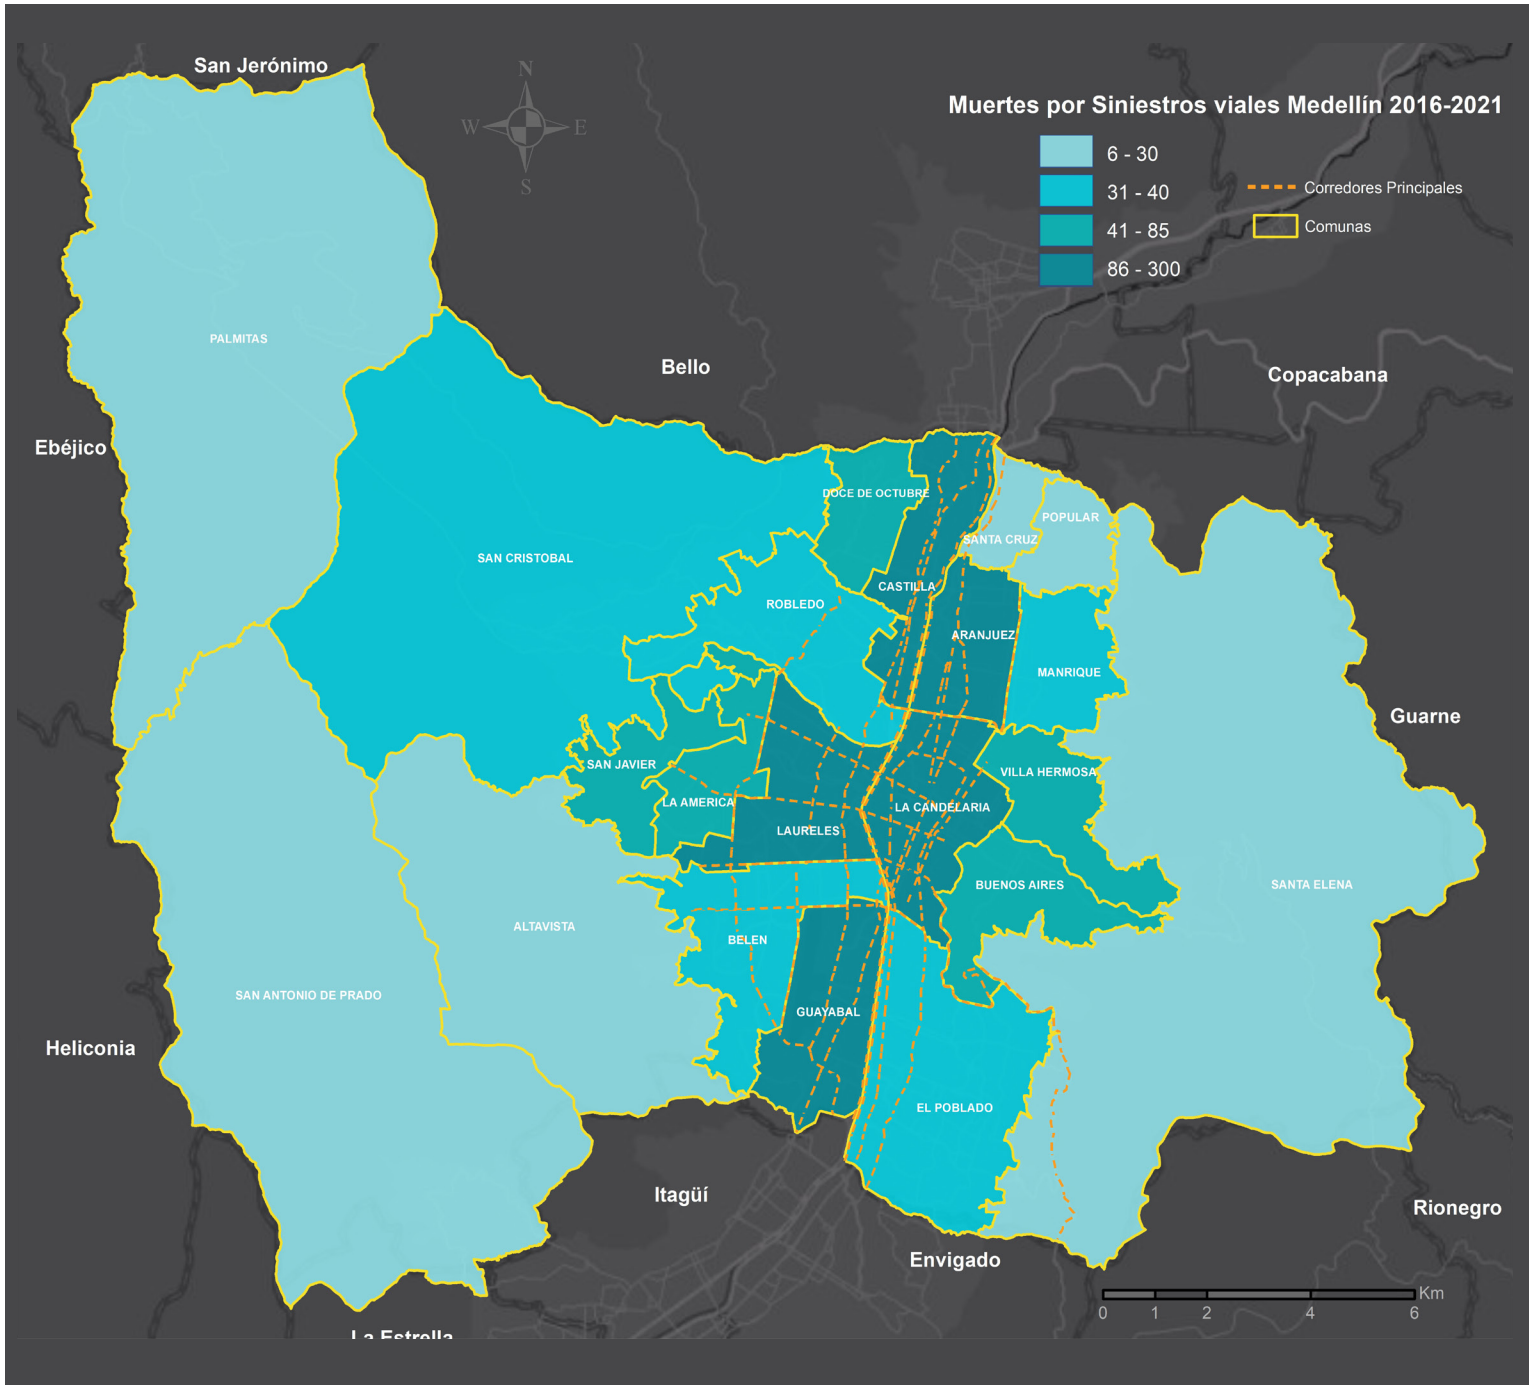 San Jerónimo
N
W
E
S
Muertes por Siniestros viales Medellín 2016-2021
6 - 30
31 - 40
41 - 85
86 - 300
Corredores Principales
Comunas
PALMITAS
Bello
Copacabana
Ebéjico
DOCE DE OCTUBRE
POPULAR
SANTA CRUZ
SAN CRISTOBAL
CASTILLA
ROBLEDO
ARANJUEZ
MANRIQUE
Guarne
SAN JAVIER
VILLA HERMOSA
LA AMERICA
LA CANDELARIA
LAURELES
BUENOS AIRES
SANTA ELENA
ALTAVISTA
BELEN
SAN ANTONIO DE PRADO
GUAYABAL
Heliconia
EL POBLADO
Itagüí
Rionegro
Envigado
Km
0 1 2 4 6
La Estrella